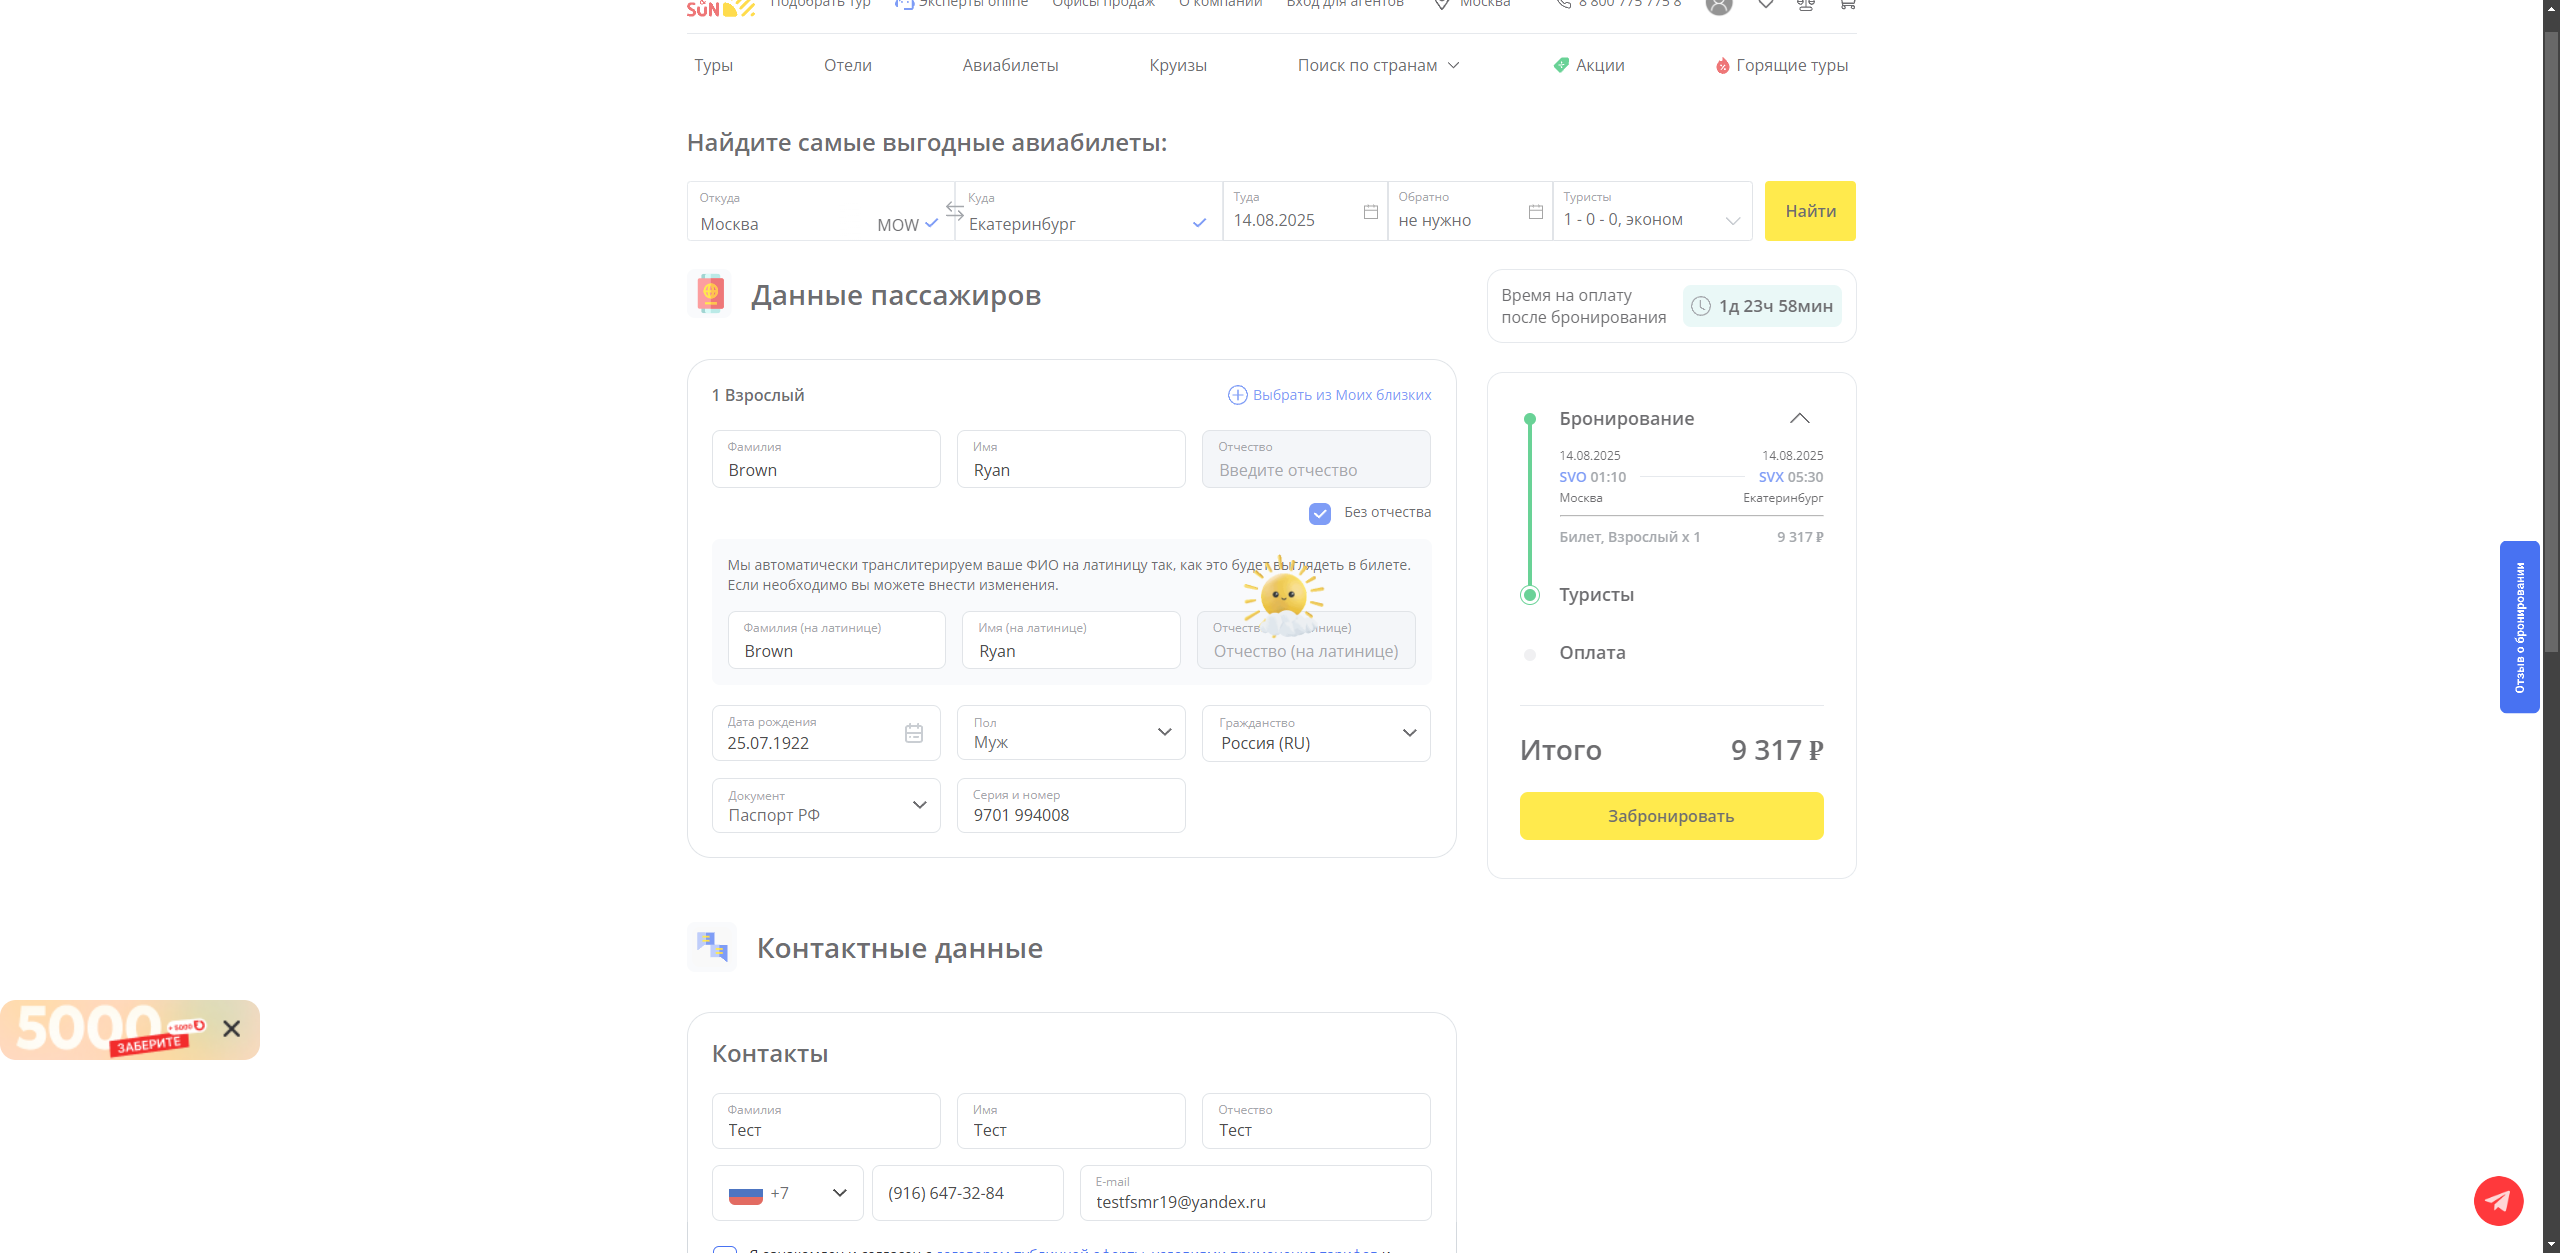 SUN
Подобрать тур
Эксперты online
Офисы продаж
О компании
Вход для агентов
Москва
8 800 775 775 8
Туры
Отели
Авиабилеты
Круизы
Поиск по странам
Акции
Горящие туры
Найдите самые выгодные авиабилеты:
Откуда
Москва
MOW
Куда
Екатеринбург
Туда
14.08.2025
Обратно
не нужно
Туристы
1 - 0 - 0, эконом
Найти
Данные пассажиров
Время на оплату
после бронирования
1д 23ч 58мин
1 Взрослый
Выбрать из Моих близких
Фамилия
Brown
Имя
Ryan
Отчество
Введите отчество
Без отчества
Мы автоматически транслитерируем ваше ФИО на латиницу так, как это будет выглядеть в билете.
Если необходимо вы можете внести изменения.
Фамилия (на латинице)
Brown
Имя (на латинице)
Ryan
Отчество (на латинице)
Дата рождения
25.07.1922
Пол
Муж
Гражданство
Россия (RU)
Документ
Паспорт РФ
Серия и номер
9701 994008
Бронирование
14.08.2025
14.08.2025
SVO 01:10
SVX 05:30
Москва
Екатеринбург
Билет, Взрослый x 1
9 317 ₽
Туристы
Оплата
Итого
9 317 ₽
Забронировать
Отзыв о бронировании
Контактные данные
5000
+5000
ЗАБЕРИТЕ
Контакты
Фамилия
Тест
Имя
Тест
Отчество
Тест
+7
(916) 647-32-84
E-mail
testfsmr19@yandex.ru
Я ознакомлен и согласен с договором публичной оферты, условиями применения тарифов и